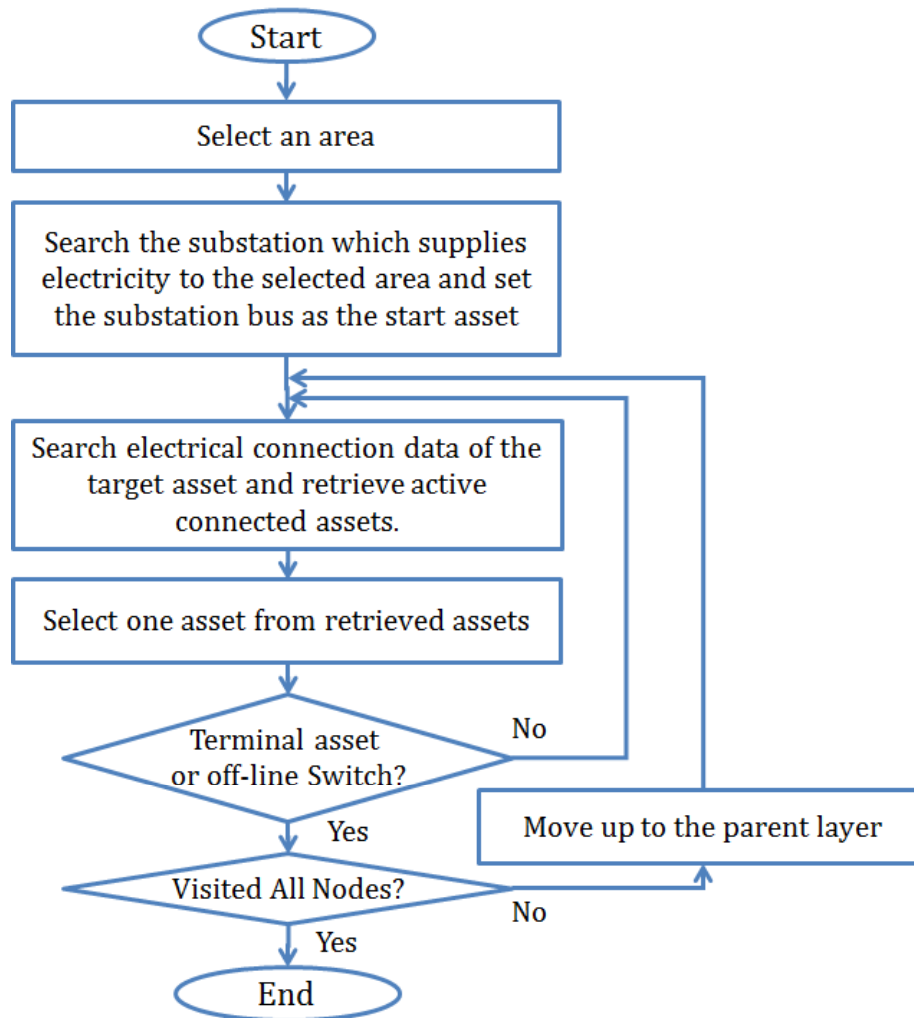 Start
Select an area
Search the substation which supplies
electricity to the selected area and set
the substation bus as the start asset
Search electrical connection data of the
target asset and retrieve active
connected assets.
Select one asset from retrieved assets
Terminal asset
or off-line Switch?
No
Yes
Move up to the parent layer
Visited All Nodes?
No
Yes
End